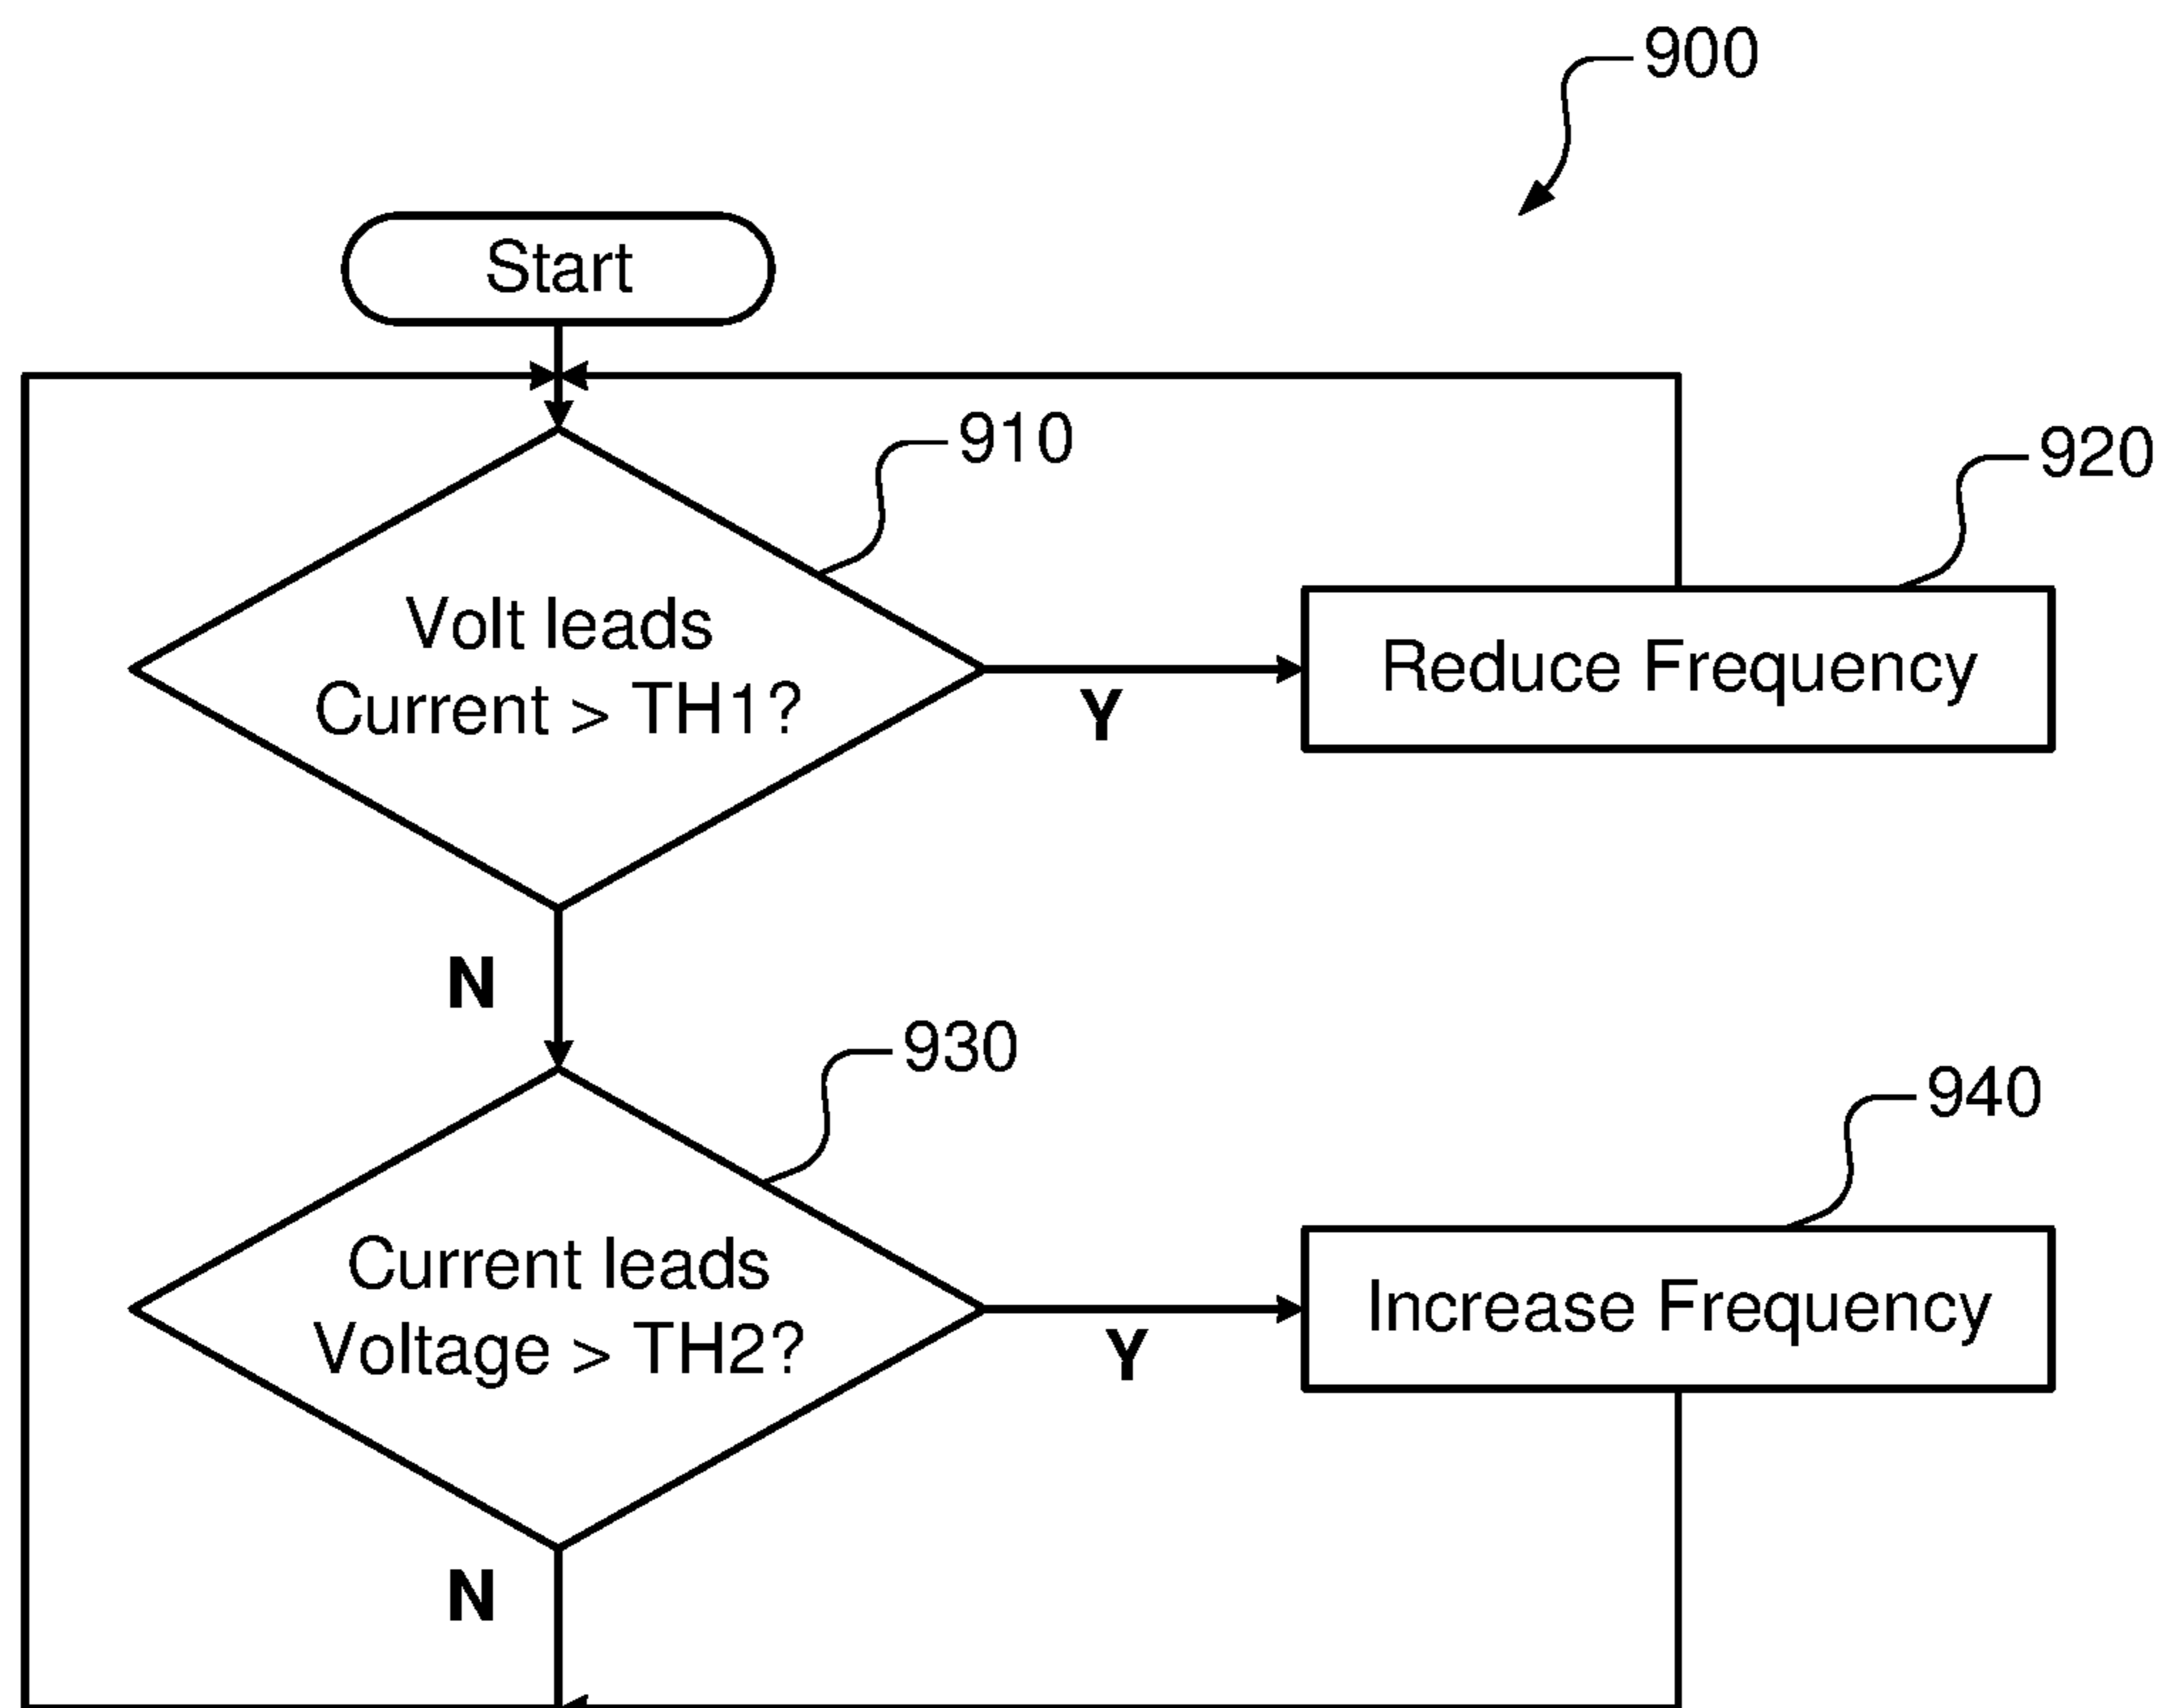 900
Start
910
920
Volt leads
Current > TH1?
Y
Reduce Frequency
N
930
940
Current leads
Voltage > TH2?
Y
Increase Frequency
N